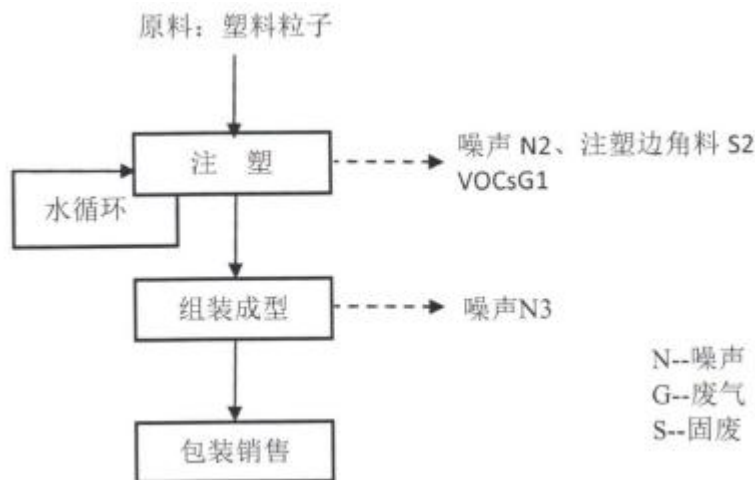 原料：塑料粒子
注 塑
噪声 N2、注塑边角料 S2
VOCsG1
水循环
组装成型
噪声N3
N--噪声
G--废气
S--固废
包装销售